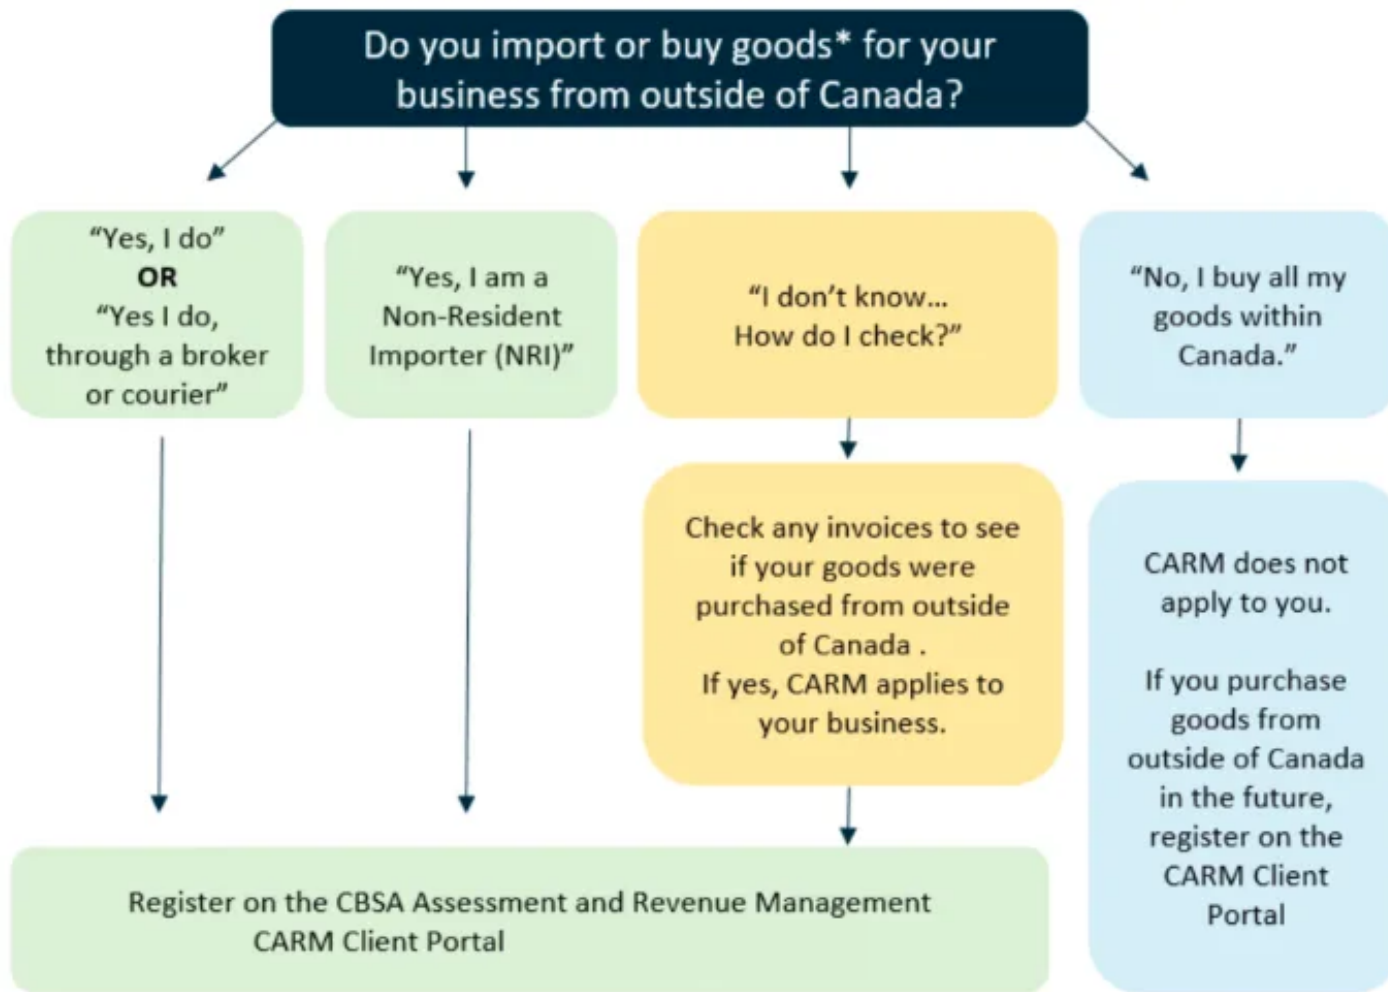 Do you import or buy goods* for your
business from outside of Canada?
“Yes, I do”
OR
“Yes I do,
through a broker
or courier”
“Yes, I am a
Non-Resident
Importer (NRI)”
“I don’t know...
How do I check?”
“No, I buy all my
goods within
Canada.”
Check any invoices to see
if your goods were
purchased from outside
of Canada .
If yes, CARM applies to
your business.
CARM does not
apply to you.
If you purchase
goods from
outside of Canada
in the future,
register on the
CARM Client
Portal
Register on the CBSA Assessment and Revenue Management
CARM Client Portal